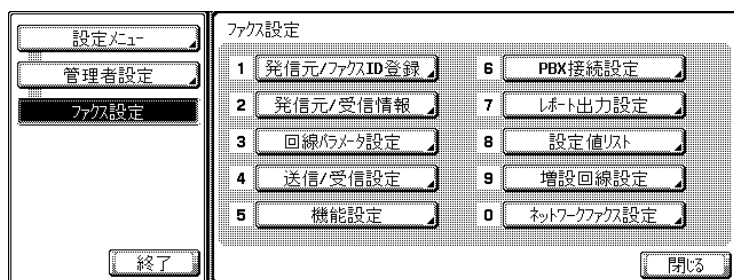 設定メニュー
管理者設定
ファクス設定
終了
ファクス設定
1 発信元/ファクスID登録
2 発信元/受信情報
3 回線パラメータ設定
4 送信/受信設定
5 機能設定
6 PBX接続設定
7 レポート出力設定
8 設定値リスト
9 増設回線設定
0 ネットワークファクス設定
閉じる